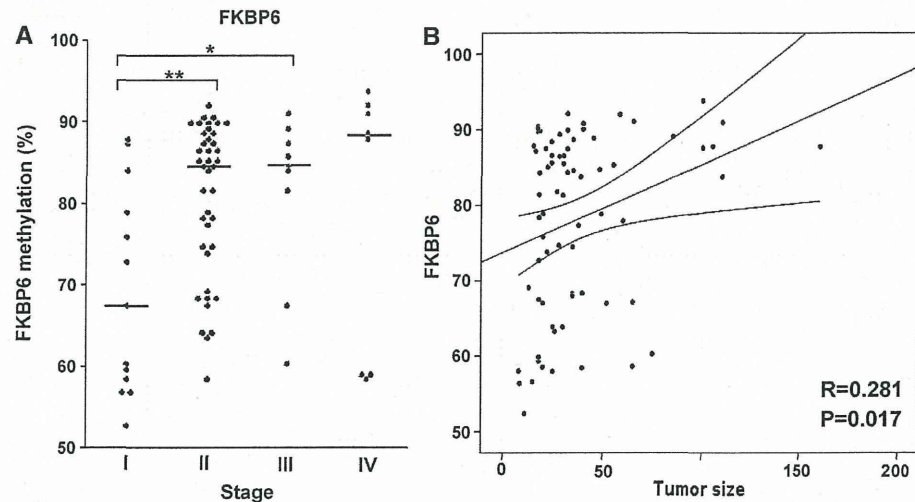 FKBP6
A
B
*
**
FKBP6 methylation (%)
100
90
80
70
60
50
I
II
III
IV
Stage
FKBP6
100
90
80
70
60
50
R=0.281
P=0.017
0
50
100
150
200
Tumor size